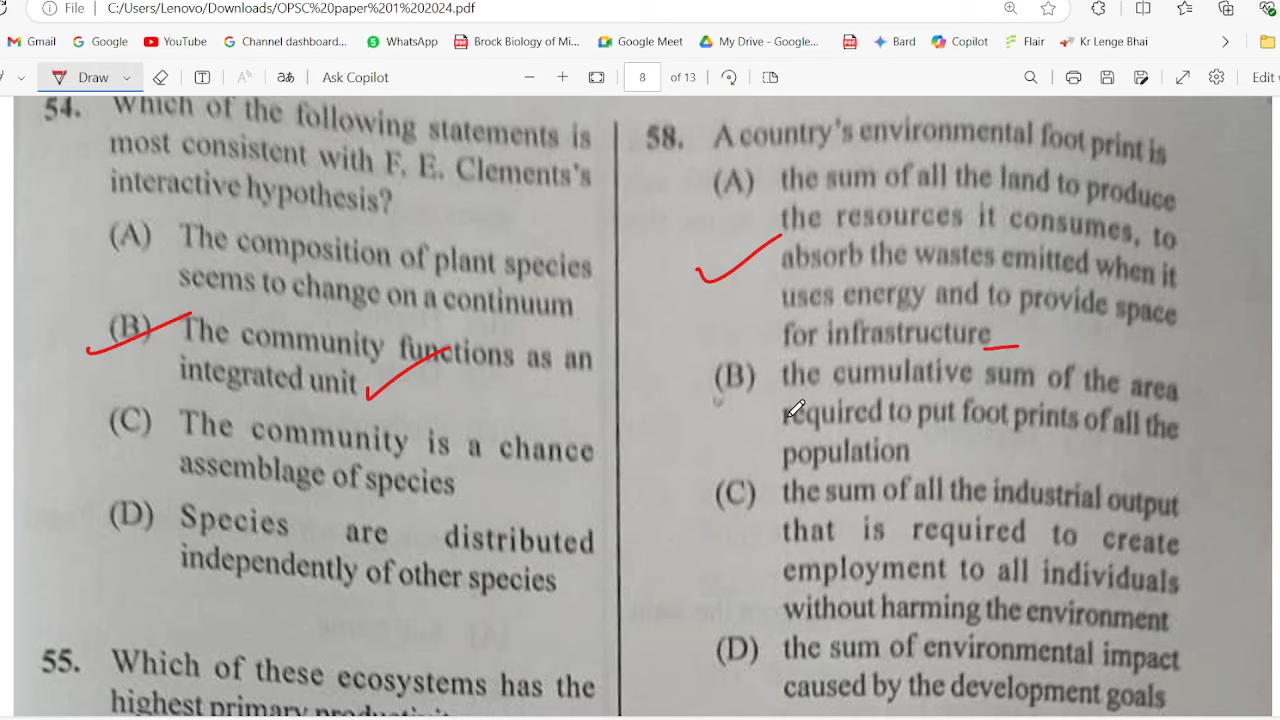 File C:/Users/Lenovo/Downloads/OPSC%20paper%201%202024.pdf
Gmail Google YouTube Channel dashboard... WhatsApp Brock Biology of Mi... Google Meet My Drive - Google... Bard Copilot Flair Kr Lenge Bhai
Draw Ask Copilot 8 of 13 Edit
54. Which of the following statements is
most consistent with F. E. Clements's
interactive hypothesis?
(A) The composition of plant species
seems to change on a continuum
(B) The community functions as an
integrated unit
(C) The community is a chance
assemblage of species
(D) Species are distributed
independently of other species
55. Which of these ecosystems has the
highest primary
58. A country's environmental foot print is
(A) the sum of all the land to produce
the resources it consumes, to
absorb the wastes emitted when it
uses energy and to provide space
for infrastructure
(B) the cumulative sum of the area
required to put foot prints of all the
population
(C) the sum of all the industrial output
that is required to create
employment to all individuals
without harming the environment
(D) the sum of environmental impact
caused by the development goals